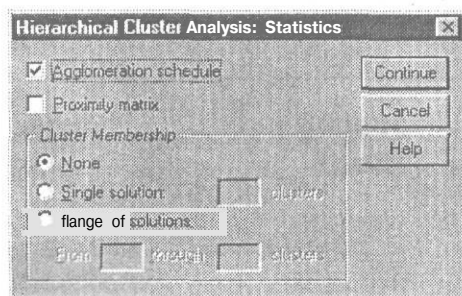 Hierarchical Cluster Analysis: Statistics
Agglomeration schedule
Proximity matrix
Continue
Cancel
Help
Cluster Membership
None
Single solution: clusters
flange of solutions
From through clusters